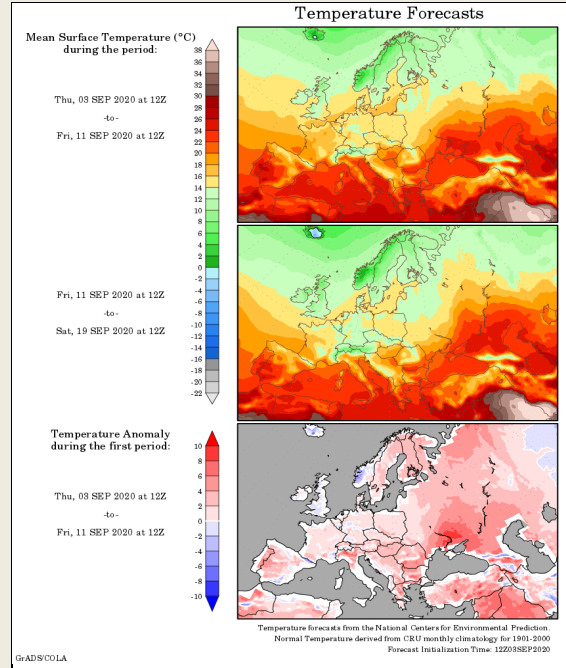 Temperature Forecasts
Mean Surface Temperature (°C)
during the period:
Thu, 03 SEP 2020 at 12Z
-to-
Fri, 11 SEP 2020 at 12Z
38
36
34
32
30
28
26
24
22
20
18
16
14
12
10
8
6
4
2
0
-2
-4
-6
-8
-10
-12
-14
-16
-18
-20
-22
Fri, 11 SEP 2020 at 12Z
-to-
Sat, 19 SEP 2020 at 12Z
Temperature Anomaly
during the first period:
Thu, 03 SEP 2020 at 12Z
-to-
Fri, 11 SEP 2020 at 12Z
10
8
6
4
2
0
-2
-4
-6
-8
-10
Temperature forecasts from the National Centers for Environmental Prediction.
Normal Temperature derived from CRU monthly climatology for 1901-2000
Forecast Initialization Time: 12Z03SEP2020
GrADS/COLA